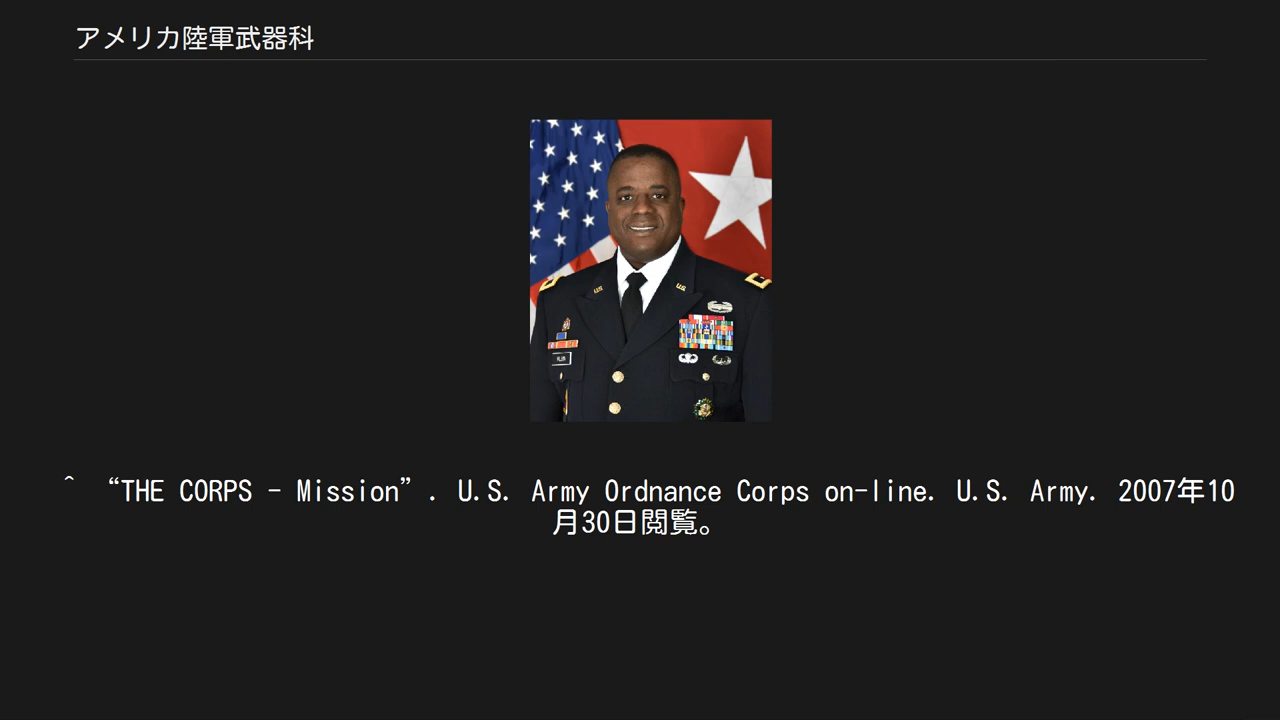 アメリカ陸軍武器科
^ “THE CORPS - Mission”. U.S. Army Ordnance Corps on-line. U.S. Army. 2007年10
月30日閲覧。